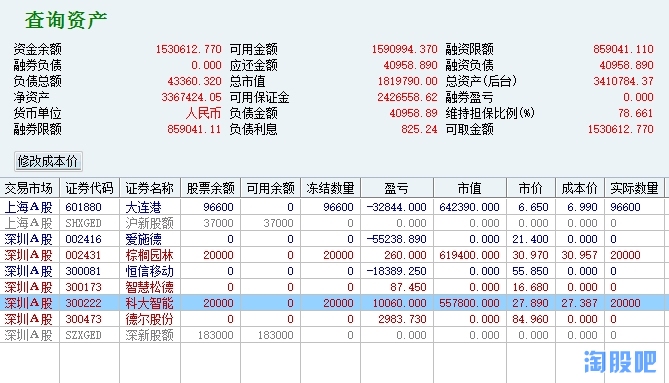 查询资产
资金余额 1530612.770 可用金额 1590994.370 融资限额 859041.110
融券负债 0.000 应还金额 40958.890 融资负债 40958.890
负债总额 43360.320 总市值 1819790.00 总资产(后台) 3410784.37
净资产 3367424.05 可用保证金 2426558.62 融券盈亏 0.000
货币单位 人民币 负债金额 40958.89 维持担保比例(%) 78.661
融券限额 859041.11 负债利息 825.24 可取金额 1530612.770
修改成本价
交易市场 证券代码 证券名称 股票余额 可用余额 冻结数量 盈亏 市值 市价 成本价 实际数量
上海A股 601880 大连港 96600 0 96600 -32844.000 642390.000 6.650 6.990 96600
上海A股 SHXGED 沪新股额 37000 37000 0 0.000 0.000 0.000 0.000 0
深圳A股 002416 爱施德 0 0 0 -55238.890 0.000 21.400 0.000 0
深圳A股 002431 棕榈园林 20000 0 20000 260.000 619400.000 30.970 30.957 20000
深圳A股 300081 恒信移动 0 0 0 -18389.250 0.000 55.850 0.000 0
深圳A股 300173 智慧松德 0 0 0 87.450 0.000 16.680 0.000 0
深圳A股 300222 科大智能 20000 0 20000 10060.000 557800.000 27.890 27.387 20000
深圳A股 300473 德尔股份 0 0 0 2983.730 0.000 84.960 0.000 0
深圳A股 SZXGED 深新股额 183000 183000 0 0.000 0.000 0.000 0.000 0
淘股吧